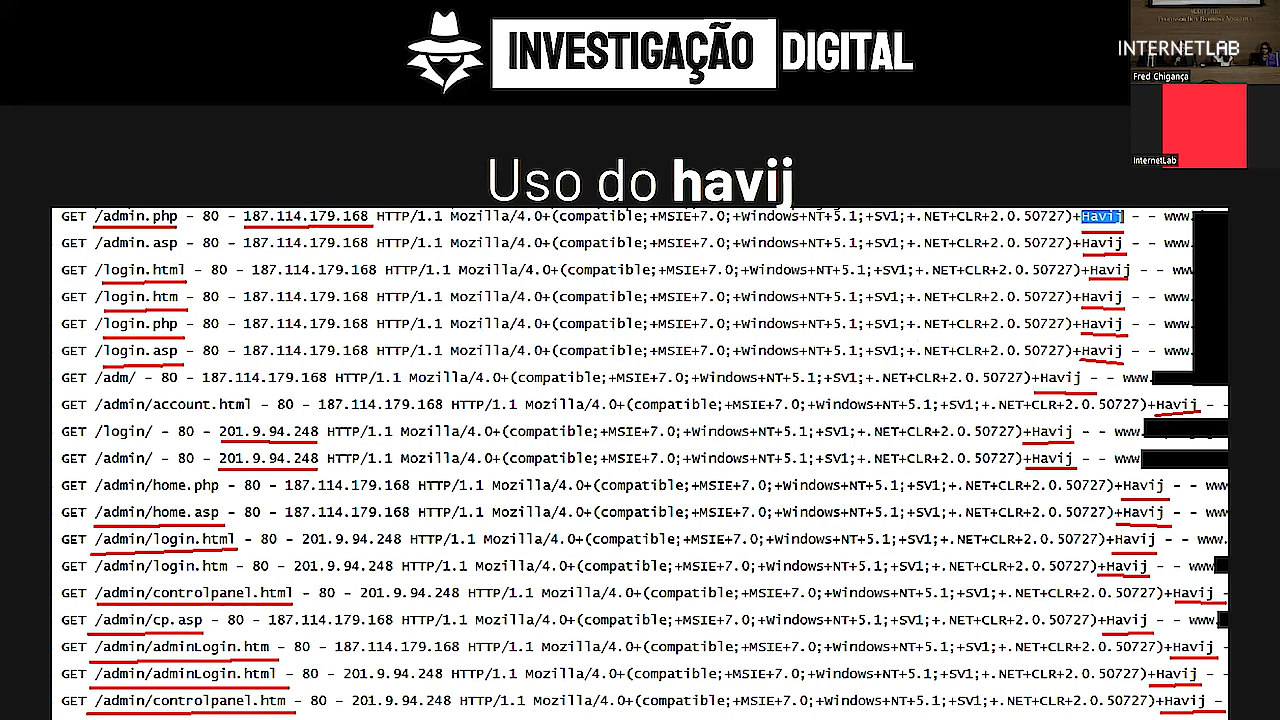 INVESTIGAÇÃO DIGITAL
INTERNETLAB
Fred Chigança
InternetLab
Uso do havij
GET /admin.php - 80 - 187.114.179.168 HTTP/1.1 Mozilla/4.0+(compatible;+MSIE+7.0;+Windows+NT+5.1;+SV1;+.NET+CLR+2.0.50727)+Havij - - www.
GET /admin.asp - 80 - 187.114.179.168 HTTP/1.1 Mozilla/4.0+(compatible;+MSIE+7.0;+Windows+NT+5.1;+SV1;+.NET+CLR+2.0.50727)+Havij - - www.
GET /login.html - 80 - 187.114.179.168 HTTP/1.1 Mozilla/4.0+(compatible;+MSIE+7.0;+Windows+NT+5.1;+SV1;+.NET+CLR+2.0.50727)+Havij - - www.
GET /login.htm - 80 - 187.114.179.168 HTTP/1.1 Mozilla/4.0+(compatible;+MSIE+7.0;+Windows+NT+5.1;+SV1;+.NET+CLR+2.0.50727)+Havij - - www.
GET /login.php - 80 - 187.114.179.168 HTTP/1.1 Mozilla/4.0+(compatible;+MSIE+7.0;+Windows+NT+5.1;+SV1;+.NET+CLR+2.0.50727)+Havij - - www.
GET /login.asp - 80 - 187.114.179.168 HTTP/1.1 Mozilla/4.0+(compatible;+MSIE+7.0;+Windows+NT+5.1;+SV1;+.NET+CLR+2.0.50727)+Havij - - www.
GET /adm/ - 80 - 187.114.179.168 HTTP/1.1 Mozilla/4.0+(compatible;+MSIE+7.0;+Windows+NT+5.1;+SV1;+.NET+CLR+2.0.50727)+Havij - - www.
GET /admin/account.html - 80 - 187.114.179.168 HTTP/1.1 Mozilla/4.0+(compatible;+MSIE+7.0;+Windows+NT+5.1;+SV1;+.NET+CLR+2.0.50727)+Havij - -
GET /login/ - 80 - 201.9.94.248 HTTP/1.1 Mozilla/4.0+(compatible;+MSIE+7.0;+Windows+NT+5.1;+SV1;+.NET+CLR+2.0.50727)+Havij - - www.
GET /admin/ - 80 - 201.9.94.248 HTTP/1.1 Mozilla/4.0+(compatible;+MSIE+7.0;+Windows+NT+5.1;+SV1;+.NET+CLR+2.0.50727)+Havij - - www
GET /admin/home.php - 80 - 187.114.179.168 HTTP/1.1 Mozilla/4.0+(compatible;+MSIE+7.0;+Windows+NT+5.1;+SV1;+.NET+CLR+2.0.50727)+Havij - - www
GET /admin/home.asp - 80 - 187.114.179.168 HTTP/1.1 Mozilla/4.0+(compatible;+MSIE+7.0;+Windows+NT+5.1;+SV1;+.NET+CLR+2.0.50727)+Havij - - www
GET /admin/login.html - 80 - 201.9.94.248 HTTP/1.1 Mozilla/4.0+(compatible;+MSIE+7.0;+Windows+NT+5.1;+SV1;+.NET+CLR+2.0.50727)+Havij - - www.
GET /admin/login.htm - 80 - 201.9.94.248 HTTP/1.1 Mozilla/4.0+(compatible;+MSIE+7.0;+Windows+NT+5.1;+SV1;+.NET+CLR+2.0.50727)+Havij - - www
GET /admin/controlpanel.html - 80 - 201.9.94.248 HTTP/1.1 Mozilla/4.0+(compatible;+MSIE+7.0;+Windows+NT+5.1;+SV1;+.NET+CLR+2.0.50727)+Havij -
GET /admin/cp.asp - 80 - 187.114.179.168 HTTP/1.1 Mozilla/4.0+(compatible;+MSIE+7.0;+Windows+NT+5.1;+SV1;+.NET+CLR+2.0.50727)+Havij - - www.
GET /admin/adminLogin.htm - 80 - 187.114.179.168 HTTP/1.1 Mozilla/4.0+(compatible;+MSIE+7.0;+Windows+NT+5.1;+SV1;+.NET+CLR+2.0.50727)+Havij -
GET /admin/adminLogin.html - 80 - 201.9.94.248 HTTP/1.1 Mozilla/4.0+(compatible;+MSIE+7.0;+Windows+NT+5.1;+SV1;+.NET+CLR+2.0.50727)+Havij - -
GET /admin/controlpanel.htm - 80 - 201.9.94.248 HTTP/1.1 Mozilla/4.0+(compatible;+MSIE+7.0;+Windows+NT+5.1;+SV1;+.NET+CLR+2.0.50727)+Havij -